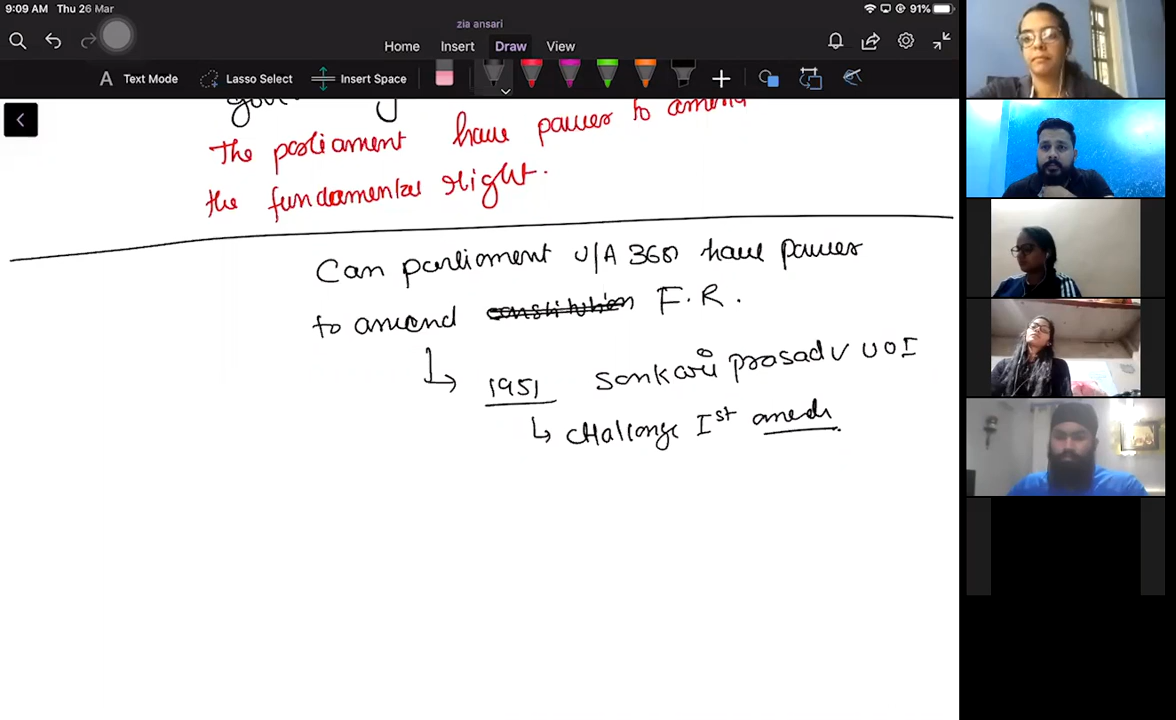 9:09 AM Thu 26 Mar
91%
zia ansari
Home Insert Draw View
Text Mode Lasso Select Insert Space
The parliament have power to amend
the fundamental Right.
Can parliament U/A 368 have power
to amend constitution F.R.
1951 Sankari prasad v UOI
challange Ist amedn